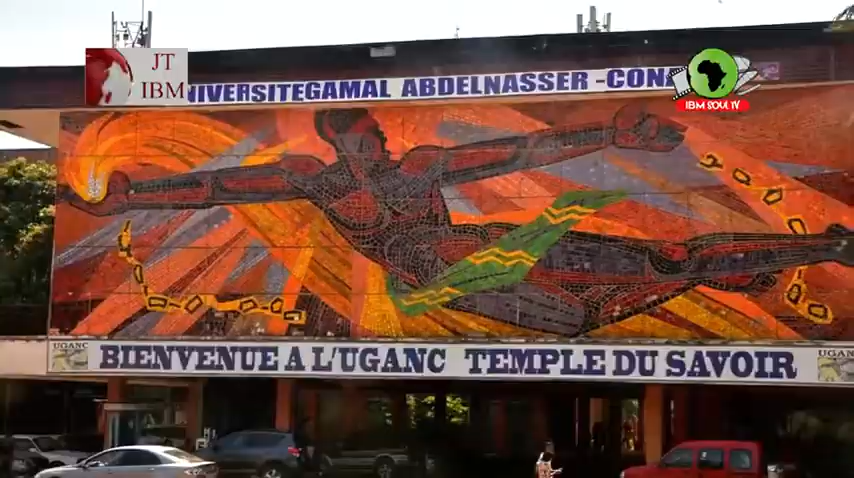 JT
IBM
NIVERSITEGAMAL ABDELNASSER - CON
IBM SOUL TV
UGANC
BIENVENUE A L'UGANC TEMPLE DU SAVOIR
UGANC